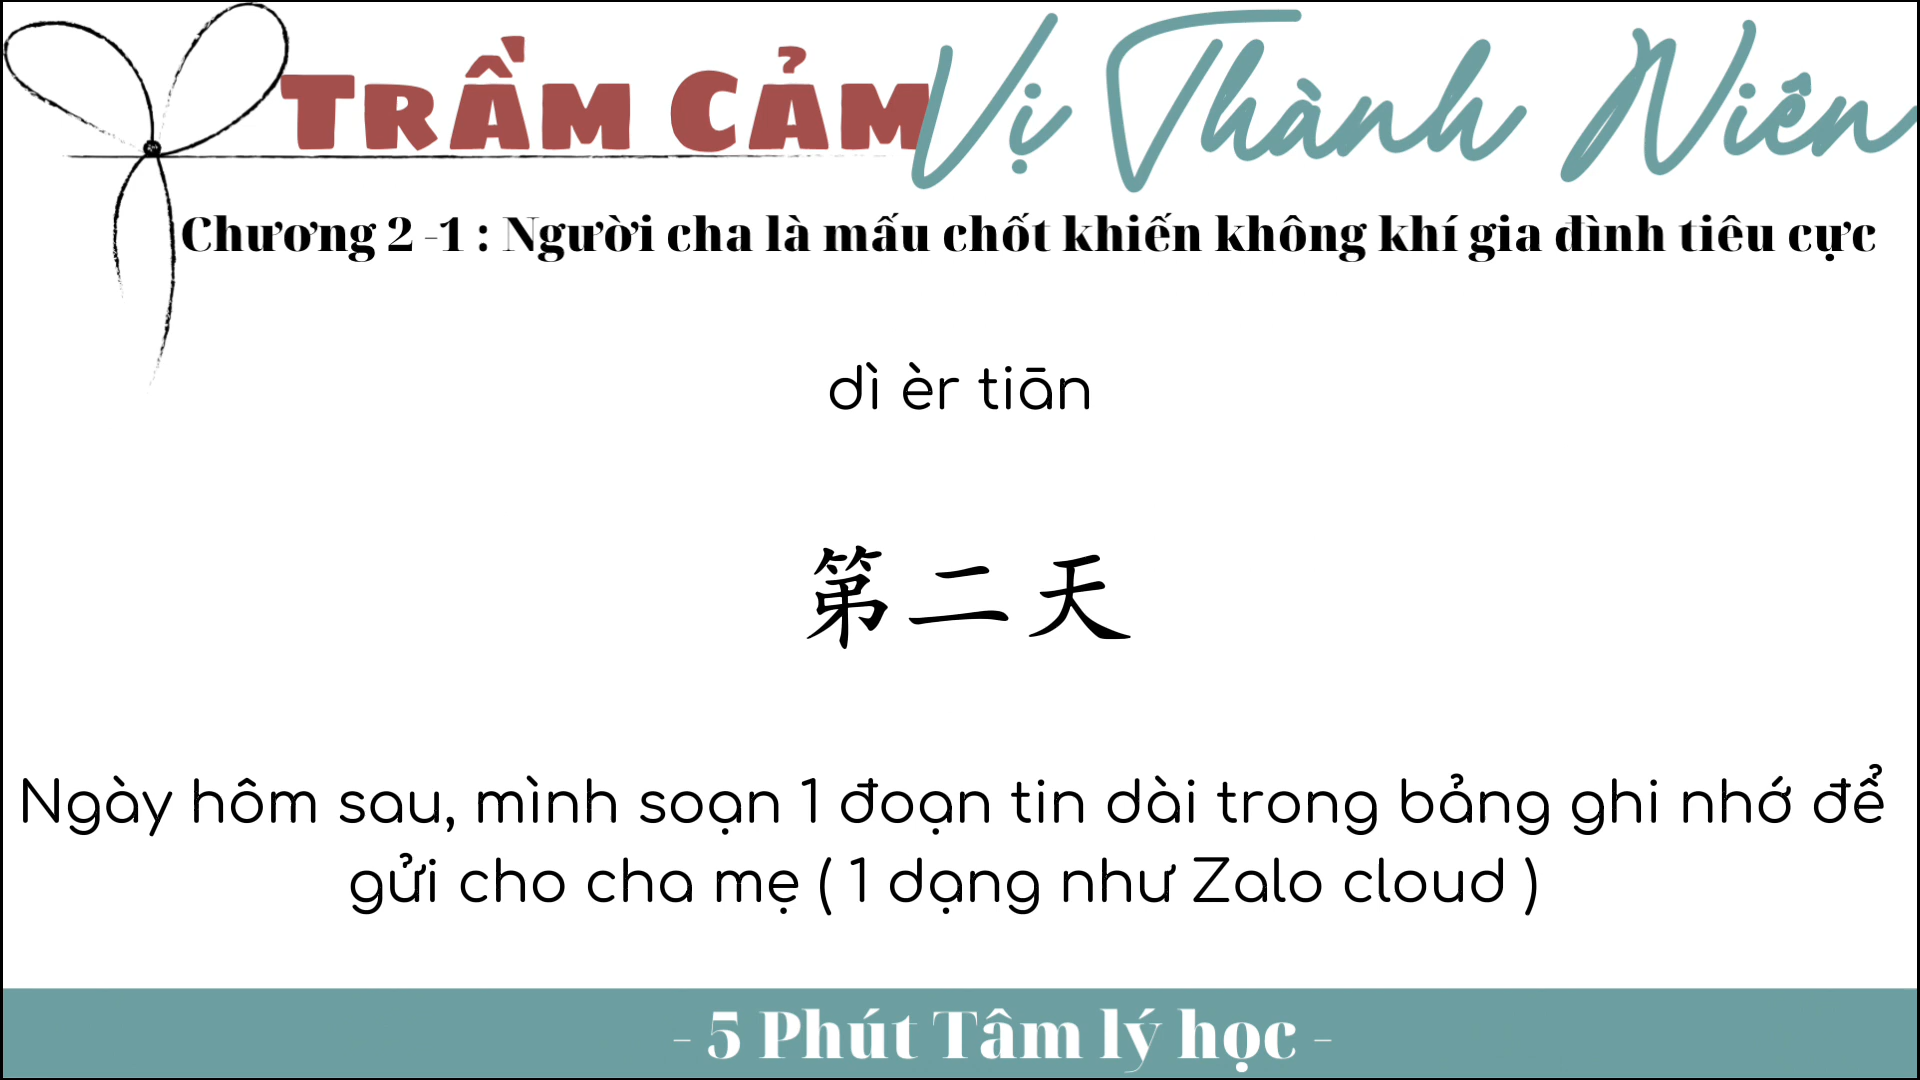 Trầm Cảm Vị Thành Niên
Chương 2 -1 : Người cha là mấu chốt khiến không khí gia đình tiêu cực
dì èr tiān
第二天
Ngày hôm sau, mình soạn 1 đoạn tin dài trong bảng ghi nhớ để
gửi cho cha mẹ ( 1 dạng như Zalo cloud )
- 5 Phút Tâm lý học -